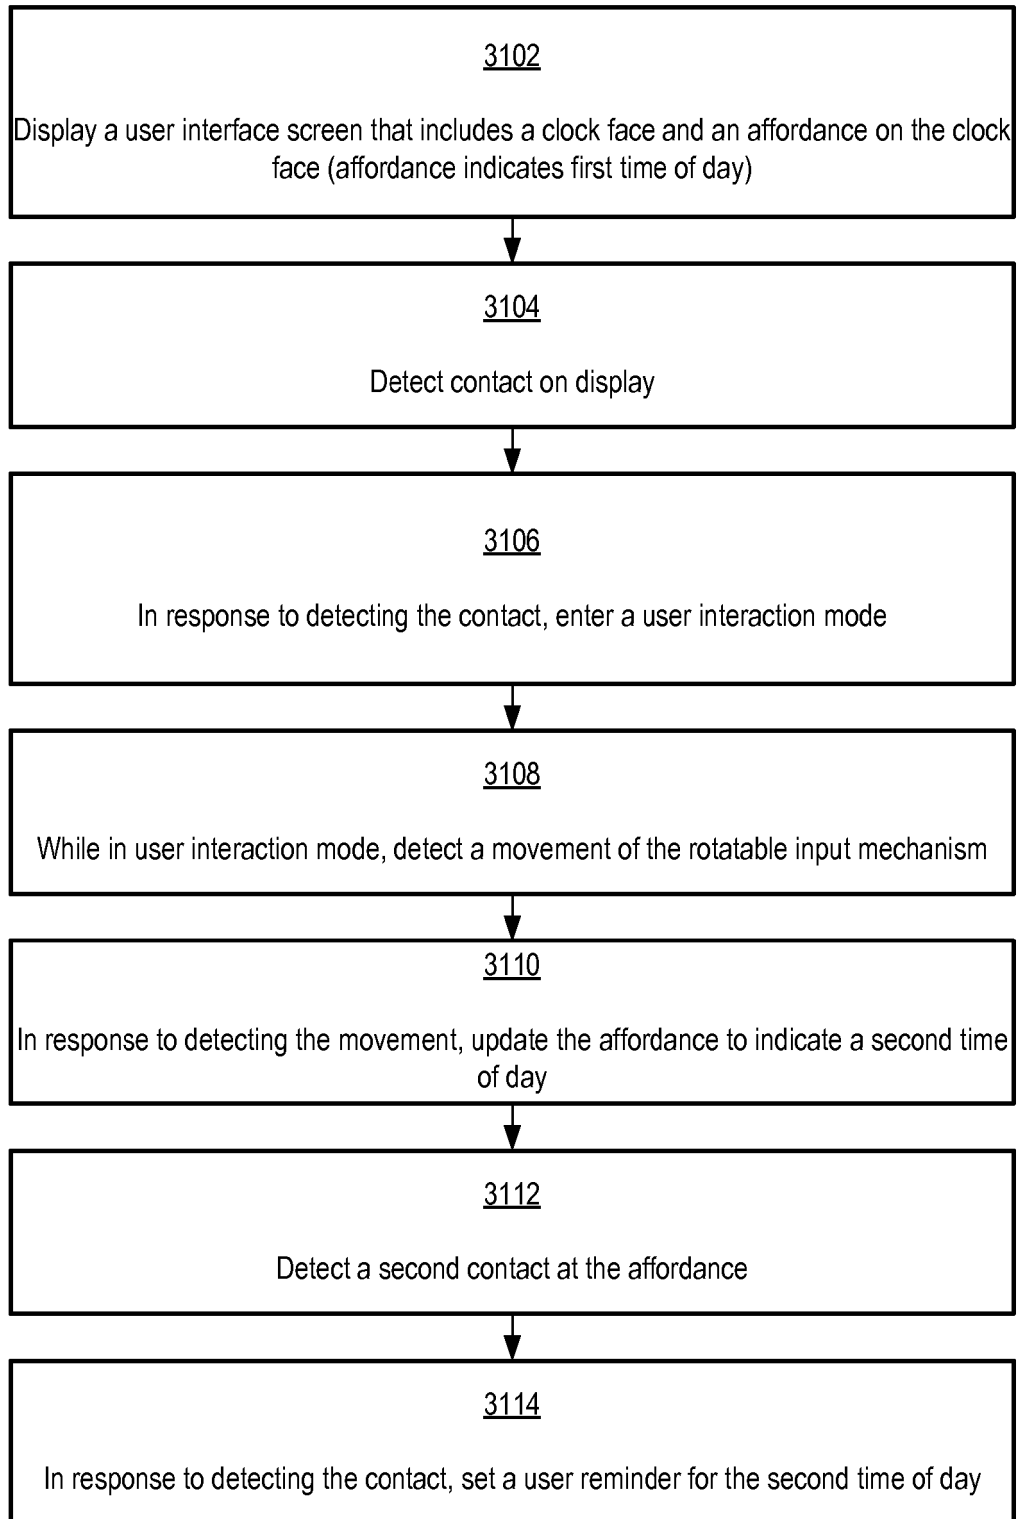 3102
Display a user interface screen that includes a clock face and an affordance on the clock
face (affordance indicates first time of day)
3104
Detect contact on display
3106
In response to detecting the contact, enter a user interaction mode
3108
While in user interaction mode, detect a movement of the rotatable input mechanism
3110
In response to detecting the movement, update the affordance to indicate a second time
of day
3112
Detect a second contact at the affordance
3114
In response to detecting the contact, set a user reminder for the second time of day